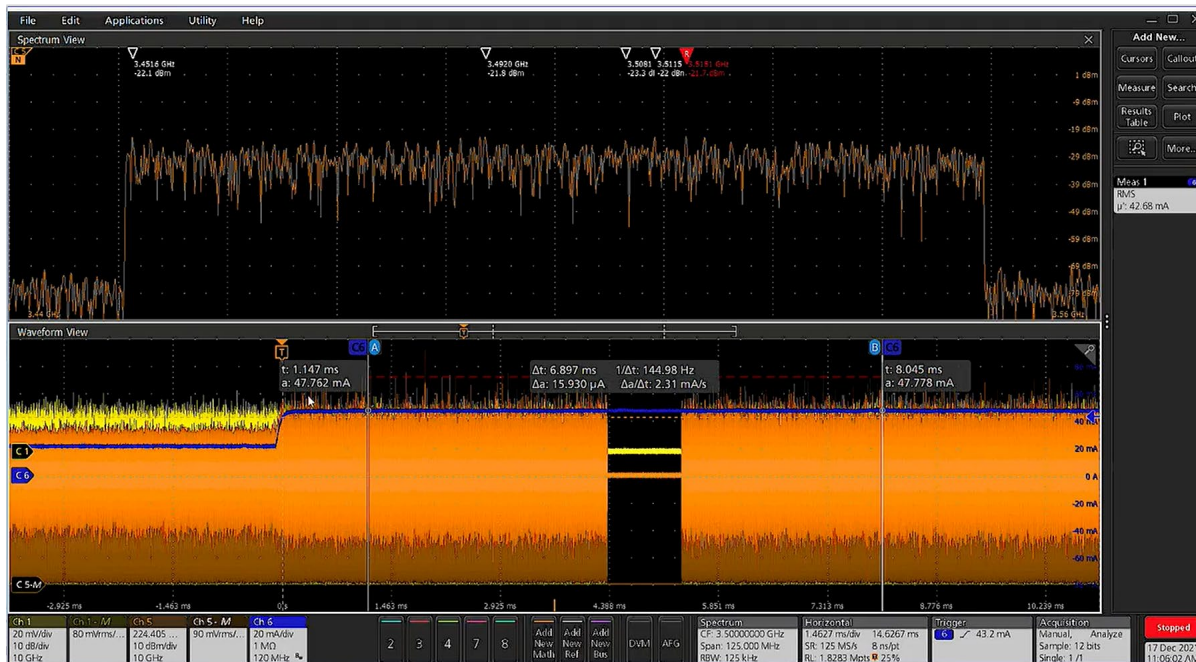 File Edit Applications Utility Help
Add New...
Spectrum View
Cursors Callout
Measure Search
Results Table Plot
More...
Meas 1
RMS
µ': 42.68 mA
N
3.4516 GHz
-22.1 dBm
3.4920 GHz
-21.8 dBm
3.5081 3.5115
-23.3 dl -22 dBn
R
-21.7dBm
1 dBm
-9 dBm
-19 dBm
-29 dBm
-39 dBm
-49 dBm
-59 dBm
-69 dBm
3.44 GHz
3.56 GHz
Waveform View
T
C6 A
B C6
t: 1.147 ms
a: 47.762 mA
Δt: 6.897 ms 1/Δt: 144.98 Hz
Δa: 15.930 µA Δa/Δt: 2.31 mA/s
t: 8.045 ms
a: 47.778 mA
C 1
C 6
C 5-M
20 mA
0 A
-20 mA
-40 mA
-60 mA
-2.925 ms -1.463 ms 0 s 1.463 ms 2.925 ms 4.388 ms 5.851 ms 7.313 ms 8.776 ms 10.239 ms
Ch 1
20 mV/div
10 dB/div
10 GHz
Ch 1 - M
80 mVrms/...
Ch 5
224.405 ...
10 dBm/div
10 GHz
Ch 5 - M
90 mVrms/...
Ch 6
20 mA/div
1 MΩ
120 MHz
2 3 4 7 8
Add New Math
Add New Ref
Add New Bus
DVM
AFG
Spectrum
CF: 3.50000000 GHz
Span: 125.000 MHz
RBW: 125 kHz
Horizontal
1.4627 ms/div 14.6267 ms
SR: 125 MS/s 8 ns/pt
RL: 1.8283 Mpts 25%
Trigger
6 43.2 mA
Acquisition
Manual, Analyze
Sample: 12 bits
Single: 1/1
Stopped
17 Dec 202
11:06:02 AM